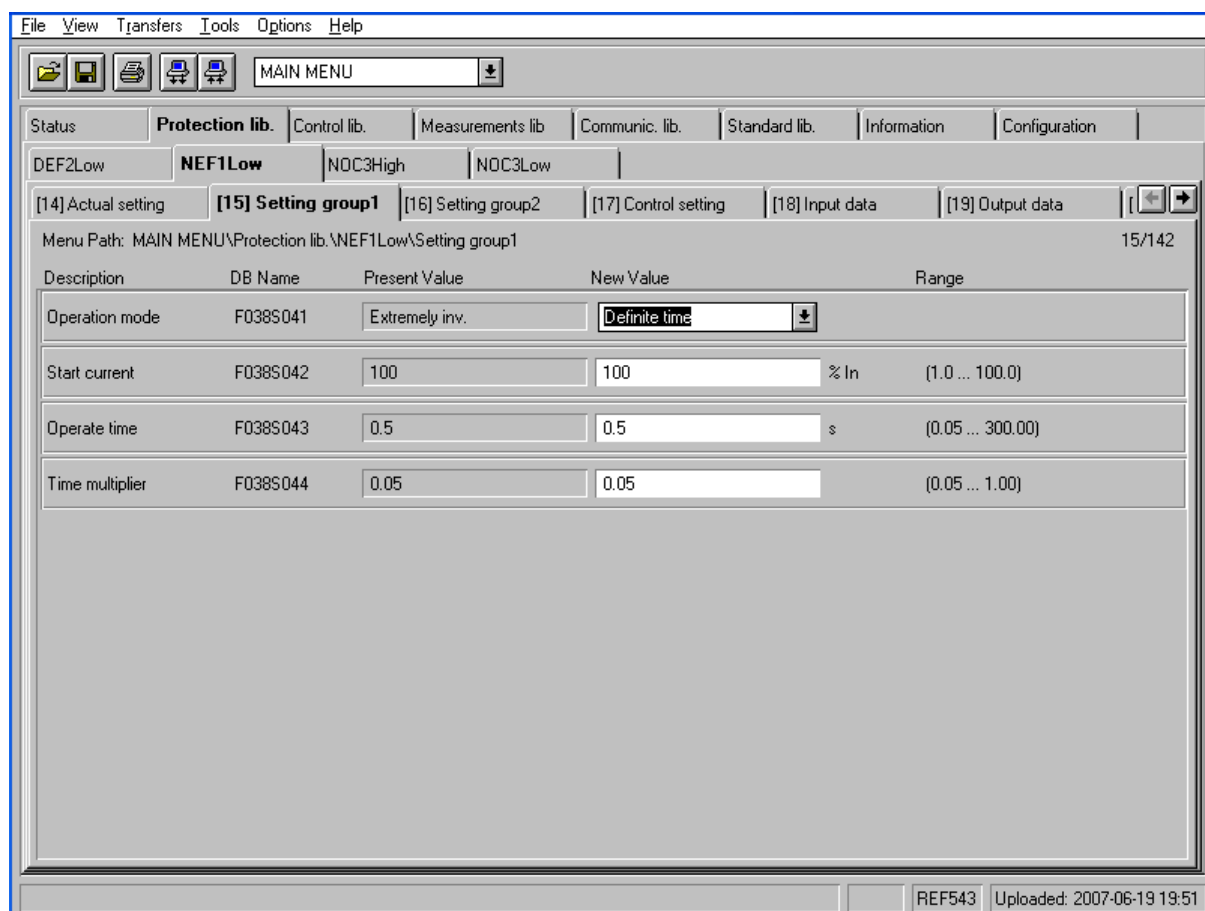 File View Transfers Tools Options Help
MAIN MENU
Status Protection lib. Control lib. Measurements lib Communic. lib. Standard lib. Information Configuration
DEF2Low NEF1Low NOC3High NOC3Low
[14] Actual setting [15] Setting group1 [16] Setting group2 [17] Control setting [18] Input data [19] Output data [
Menu Path: MAIN MENU\Protection lib.\NEF1Low\Setting group1 15/142
Description DB Name Present Value New Value Range
Operation mode F038S041 Extremely inv. Definite time
Start current F038S042 100 100 % In (1.0 ... 100.0)
Operate time F038S043 0.5 0.5 s (0.05 ... 300.00)
Time multiplier F038S044 0.05 0.05 (0.05 ... 1.00)
REF543 Uploaded: 2007-06-19 19:51